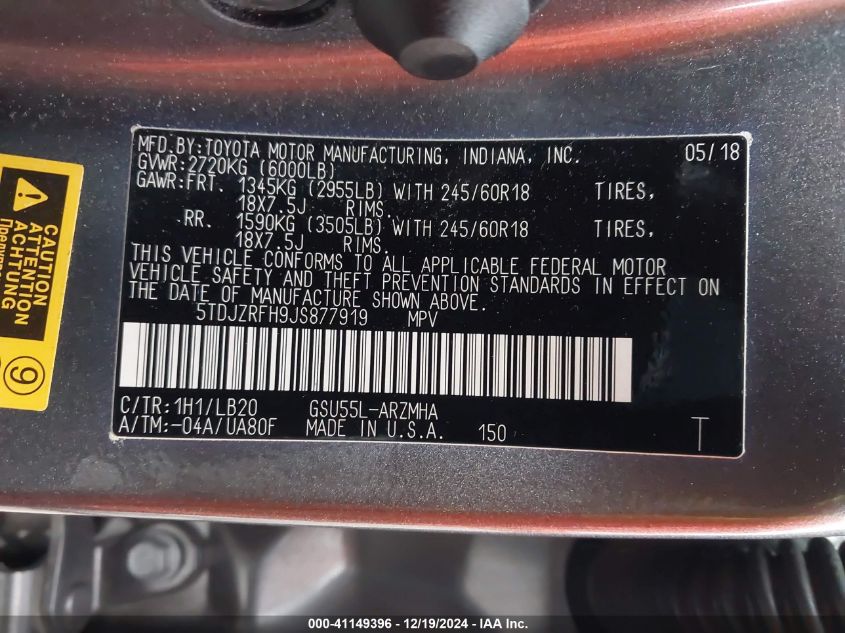 MFD.BY:TOYOTA MOTOR MANUFACTURING, INDIANA, INC. 05/18
GVWR:2720KG (6000LB)
GAWR:FRT. 1345KG (2955LB) WITH 245/60R18 TIRES,
18X7.5J RIMS
RR. 1590KG (3505LB) WITH 245/60R18 TIRES,
18X7.5J RIMS
THIS VEHICLE CONFORMS TO ALL APPLICABLE FEDERAL MOTOR
VEHICLE SAFETY AND THEFT PREVENTION STANDARDS IN EFFECT ON
THE DATE OF MANUFACTURE SHOWN ABOVE.
5TDJZRFH9JS877919 MPV
C/TR:1H1/LB20 GSU55L-ARZMHA
A/TM:-04A/UA80F MADE IN U.S.A. 150 T
CAUTION
ATTENTION
ACHTUNG
9
000-41149396 - 12/19/2024 - IAA Inc.